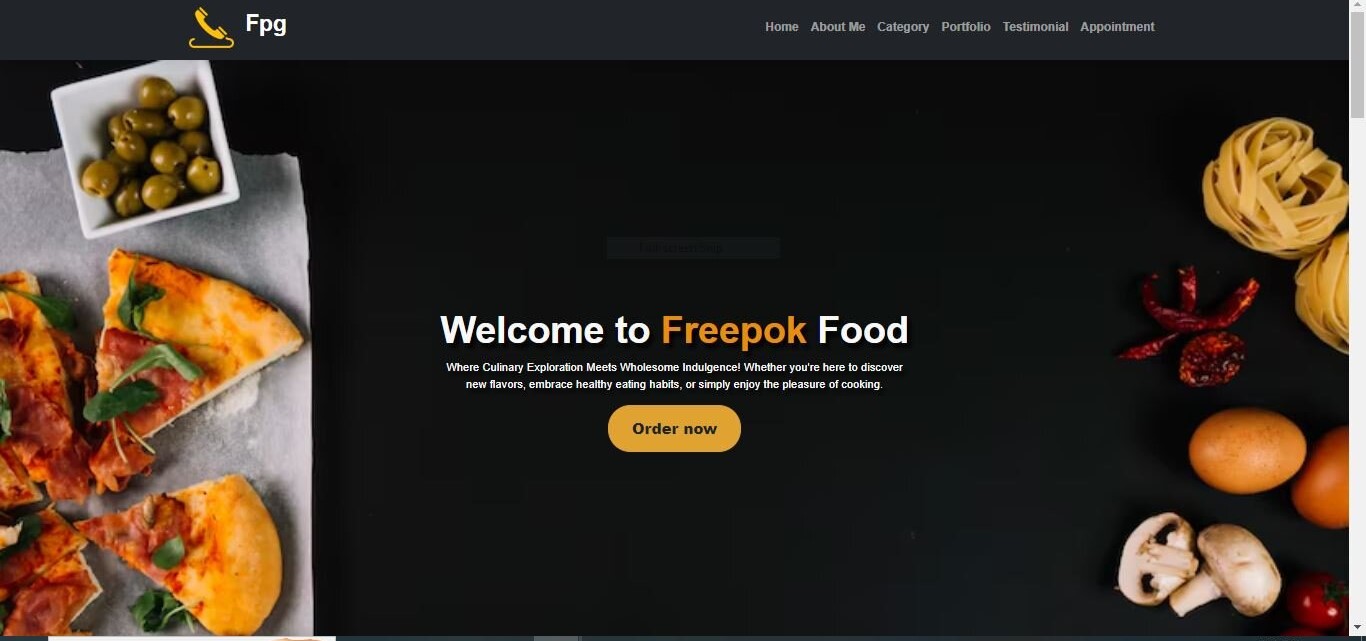 Fpg
Home About Me Category Portfolio Testimonial Appointment
Welcome to Freepok Food
Where Culinary Exploration Meets Wholesome Indulgence! Whether you're here to discover
new flavors, embrace healthy eating habits, or simply enjoy the pleasure of cooking.
Order now